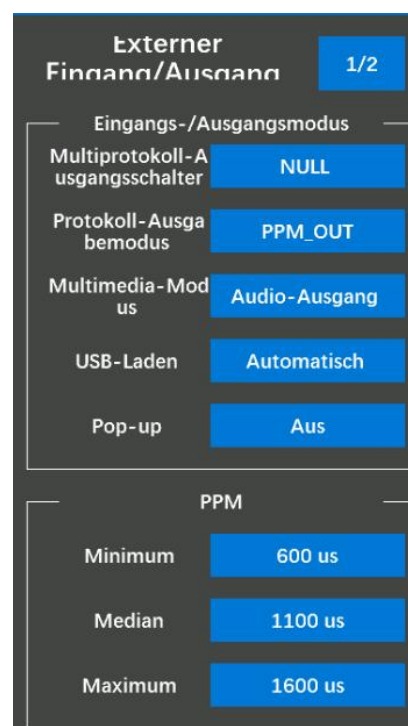 Externer
Eingang/Ausgang
1/2
Eingangs-/Ausgangsmodus
Multiprotokoll-A
usgangsschalter
NULL
Protokoll-Ausga
bemodus
PPM_OUT
Multimedia-Mod
us
Audio-Ausgang
USB-Laden
Automatisch
Pop-up
Aus
PPM
Minimum
600 us
Median
1100 us
Maximum
1600 us